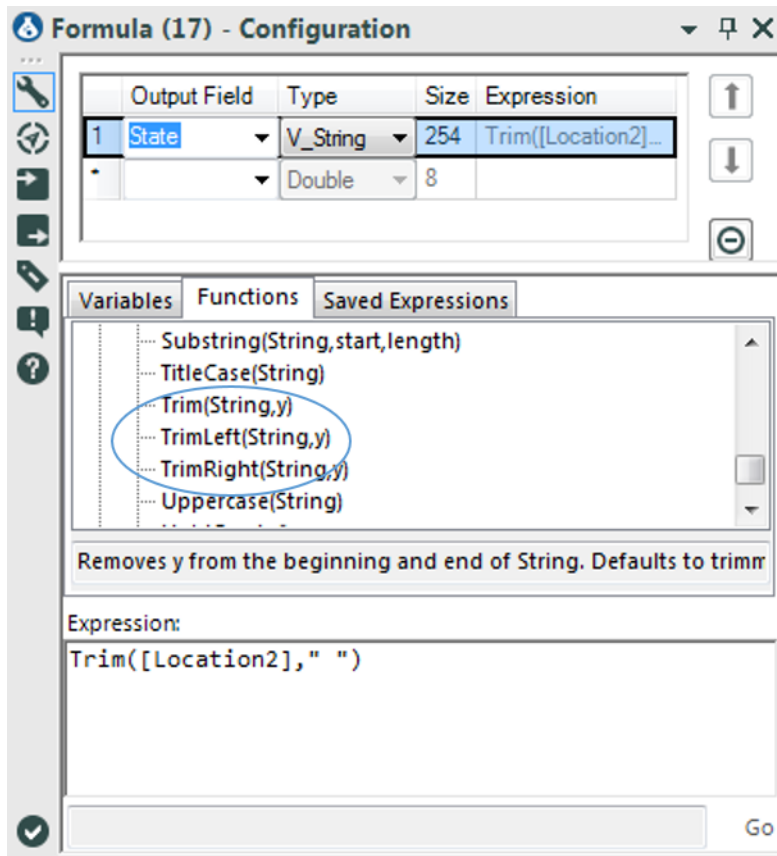 Formula (17) - Configuration
Output Field Type Size Expression
1 State V_String 254 Trim([Location2]...
* Double 8
Variables Functions Saved Expressions
Substring(String,start,length)
TitleCase(String)
Trim(String,y)
TrimLeft(String,y)
TrimRight(String,y)
Uppercase(String)
Removes y from the beginning and end of String. Defaults to trimm
Expression:
Trim([Location2]," ")
Go